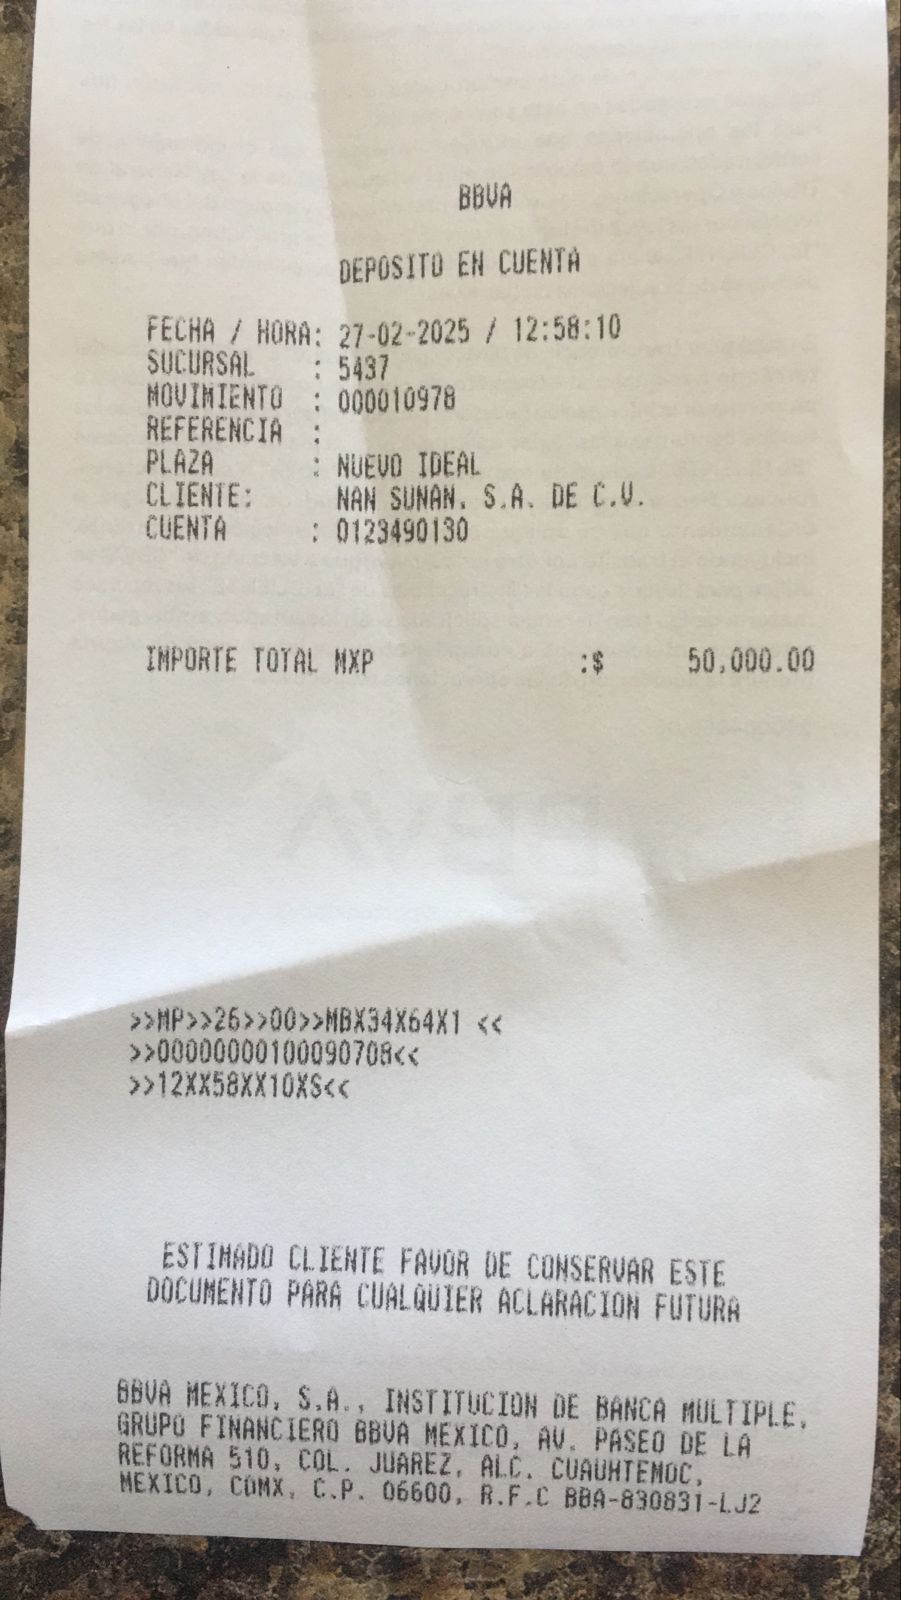 BBVA
DEPOSITO EN CUENTA
FECHA / HORA: 27-02-2025 / 12:58:10
SUCURSAL : 5437
MOVIMIENTO : 000010978
REFERENCIA :
PLAZA : NUEVO IDEAL
CLIENTE: NAN SUNAN, S.A. DE C.V.
CUENTA : 0123490130
IMPORTE TOTAL MXP :$ 50,000.00
>>MP>>26>>00>>MBX34X64X1 <<
>>00000000100090708<<
>>12XX58XX10XS<<
ESTIMADO CLIENTE FAVOR DE CONSERVAR ESTE
DOCUMENTO PARA CUALQUIER ACLARACION FUTURA
BBVA MEXICO, S.A., INSTITUCION DE BANCA MULTIPLE,
GRUPO FINANCIERO BBVA MEXICO, AV. PASEO DE LA
REFORMA 510, COL. JUAREZ, ALC. CUAUHTEMOC,
MEXICO, CDMX, C.P. 06600, R.F.C BBA-830831-LJ2